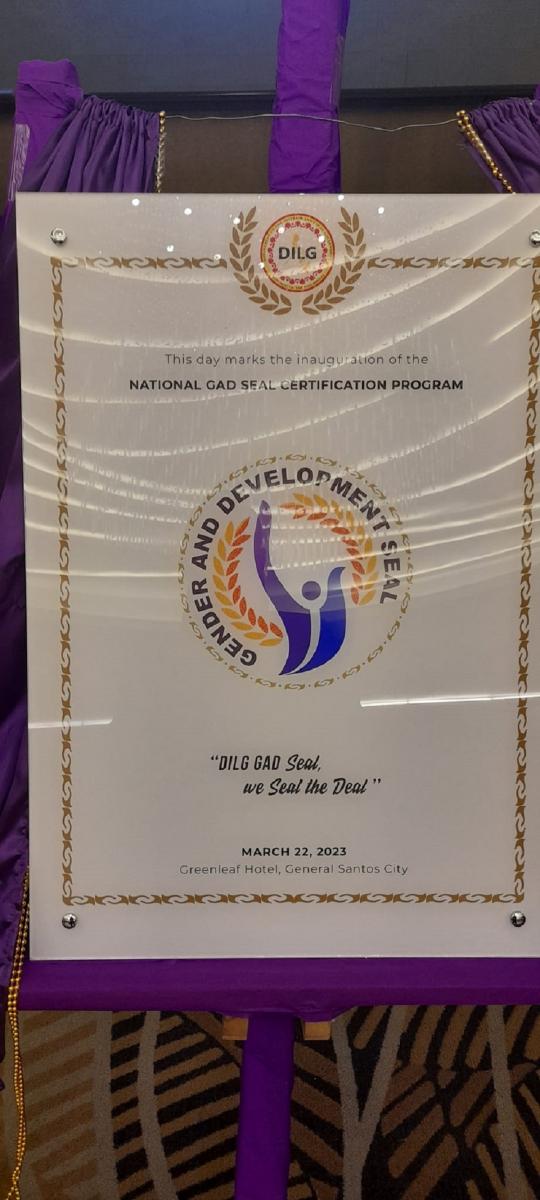 DILG
This day marks the inauguration of the
NATIONAL GAD SEAL CERTIFICATION PROGRAM
GENDER AND DEVELOPMENT SEAL
“DILG GAD Seal,
we Seal the Deal”
MARCH 22, 2023
Greenleaf Hotel, General Santos City